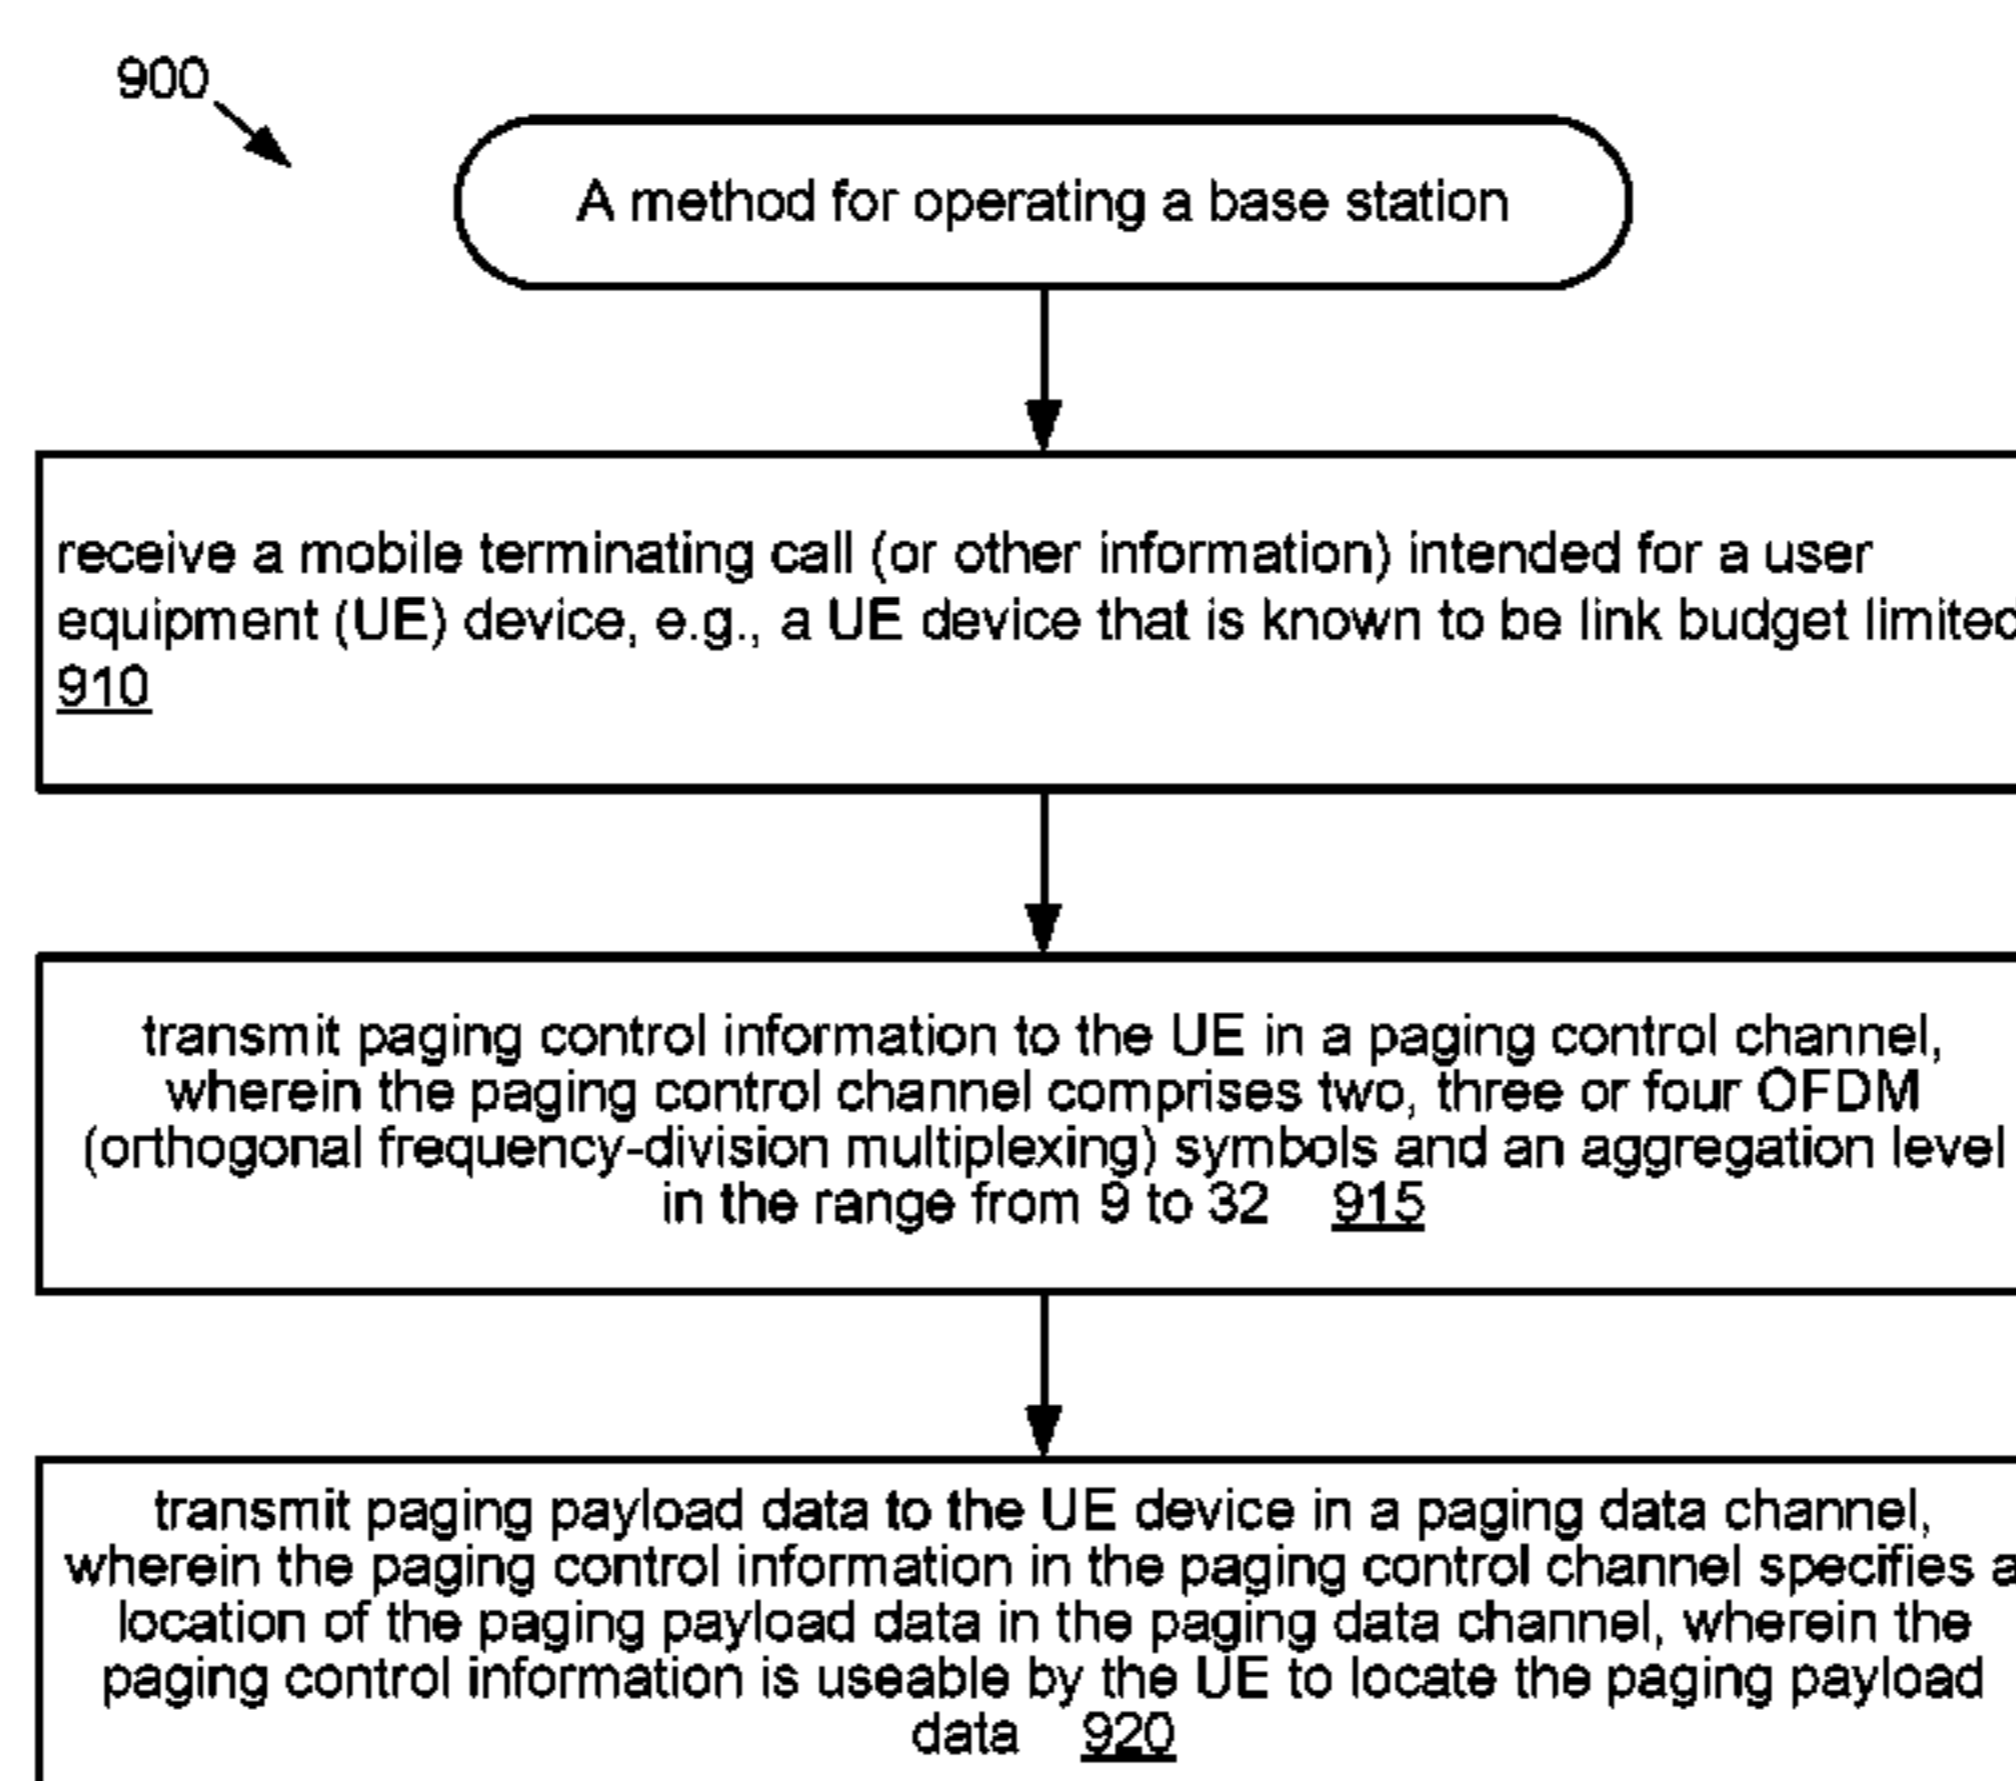 900
A method for operating a base station
receive a mobile terminating call (or other information) intended for a user
equipment (UE) device, e.g., a UE device that is known to be link budget limited
910
transmit paging control information to the UE in a paging control channel,
wherein the paging control channel comprises two, three or four OFDM
(orthogonal frequency-division multiplexing) symbols and an aggregation level
in the range from 9 to 32 915
transmit paging payload data to the UE device in a paging data channel,
wherein the paging control information in the paging control channel specifies a
location of the paging payload data in the paging data channel, wherein the
paging control information is useable by the UE to locate the paging payload
data 920